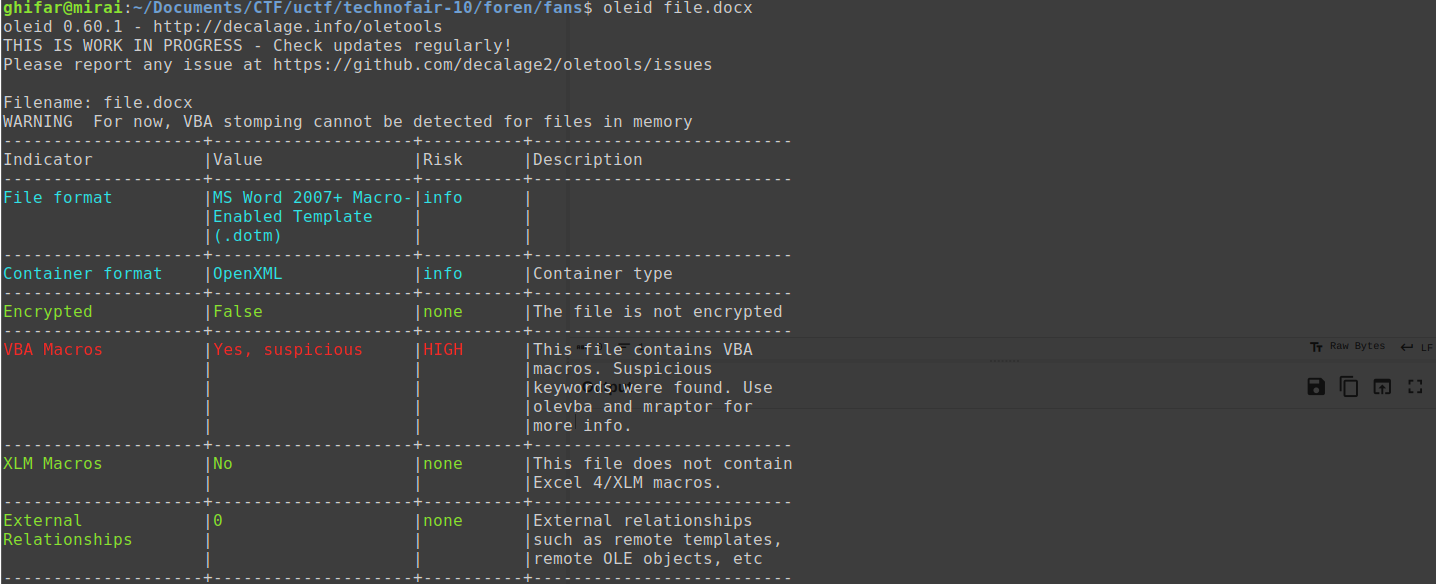 ghifar@mirai:~/Documents/CTF/uctf/technofair-10/foren/fans$ oleid file.docx
oleid 0.60.1 - http://decalage.info/oletools
THIS IS WORK IN PROGRESS - Check updates regularly!
Please report any issue at https://github.com/decalage2/oletools/issues

Filename: file.docx
WARNING  For now, VBA stomping cannot be detected for files in memory
--------------------+--------------------+----------+--------------------------
Indicator           |Value               |Risk      |Description
--------------------+--------------------+----------+--------------------------
File format         |MS Word 2007+ Macro-|info      |
                    |Enabled Template    |          |
                    |(.dotm)             |          |
--------------------+--------------------+----------+--------------------------
Container format    |OpenXML             |info      |Container type
--------------------+--------------------+----------+--------------------------
Encrypted           |False               |none      |The file is not encrypted
--------------------+--------------------+----------+--------------------------
VBA Macros          |Yes, suspicious     |HIGH      |This file contains VBA
                    |                    |          |macros. Suspicious
                    |                    |          |keywords were found. Use
                    |                    |          |olevba and mraptor for
                    |                    |          |more info.
--------------------+--------------------+----------+--------------------------
XLM Macros          |No                  |none      |This file does not contain
                    |                    |          |Excel 4/XLM macros.
--------------------+--------------------+----------+--------------------------
External            |0                   |none      |External relationships
Relationships       |                    |          |such as remote templates,
                    |                    |          |remote OLE objects, etc
--------------------+--------------------+----------+--------------------------
Tr Raw Bytes LF